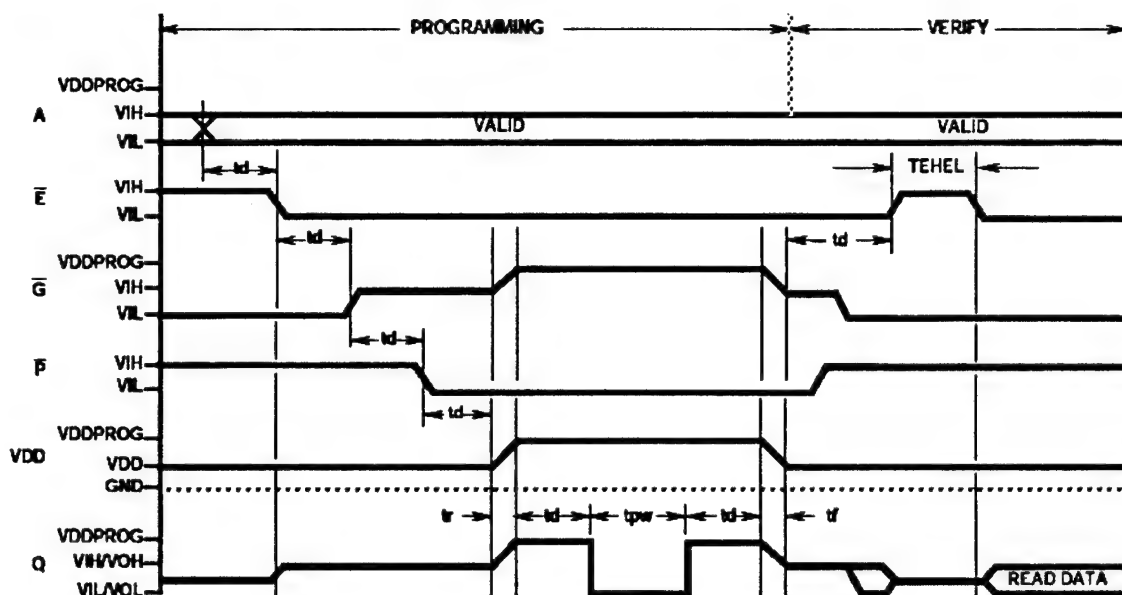 PROGRAMMING VERIFY
VDDPROG
A VIH VALID VALID
VIL
td TEHEL
E VIH
VIL
td td
VDDPROG
G VIH
VIL
td
P VIH
VIL
td
VDDPROG
VDD VDD
GND
tr td tpw td tf
VDDPROG
Q VIH/VOH
VIL/VOL READ DATA